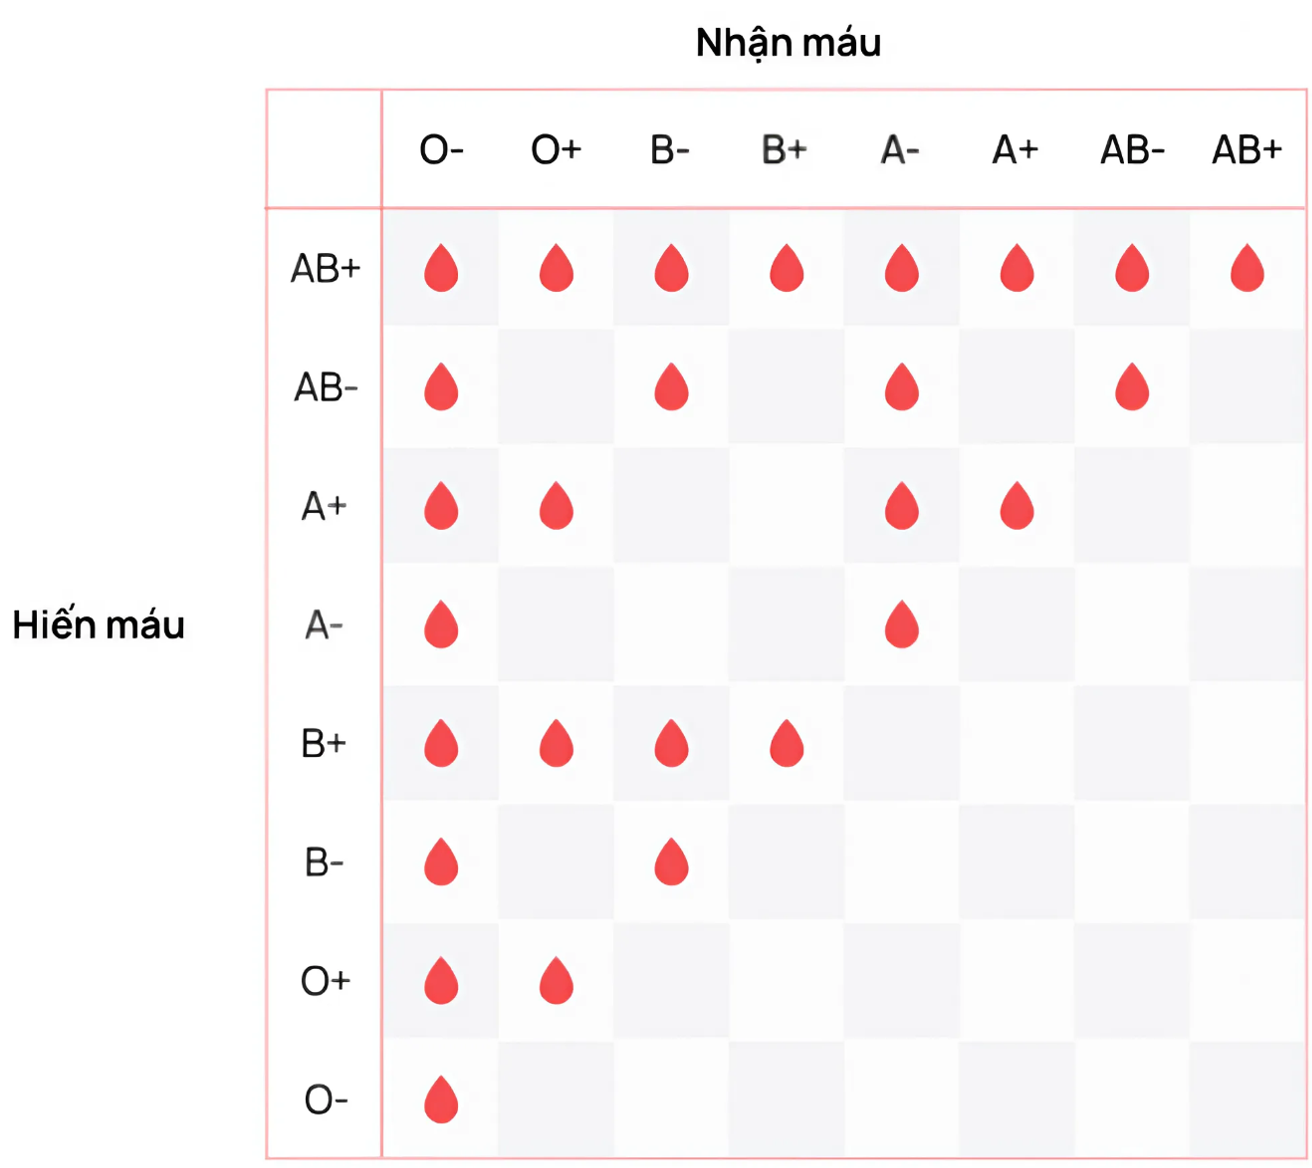 Nhận máu
O- O+ B- B+ A- A+ AB- AB+
AB+
AB-
A+
Hiến máu A-
B+
B-
O+
O-